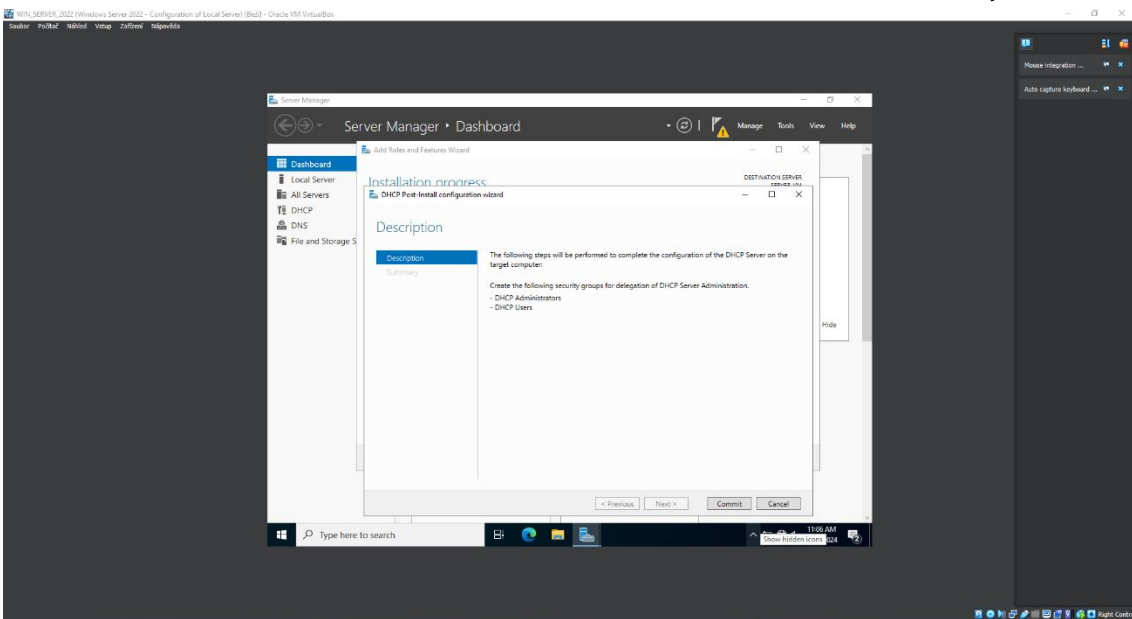 WIN_SERVER_2022 (Windows Server 2022 - Configuration of Local Server) [Beží] - Oracle VM VirtualBox
Soubor Počítač Náhled Vstup Zařízení Nápověda
Mouse integration ...
Auto capture keyboard ...
Server Manager
Server Manager • Dashboard
Manage Tools View Help
Add Roles and Features Wizard
Dashboard
Local Server
All Servers
DHCP
DNS
File and Storage S
Installation progress
DESTINATION SERVER
DHCP Post-Install configuration wizard
Description
Description
Summary
The following steps will be performed to complete the configuration of the DHCP Server on the
target computer:
Create the following security groups for delegation of DHCP Server Administration.
- DHCP Administrators
- DHCP Users
Hide
< Previous Next > Commit Cancel
Type here to search
11:06 AM
Show hidden icons
024
2
Right Contr